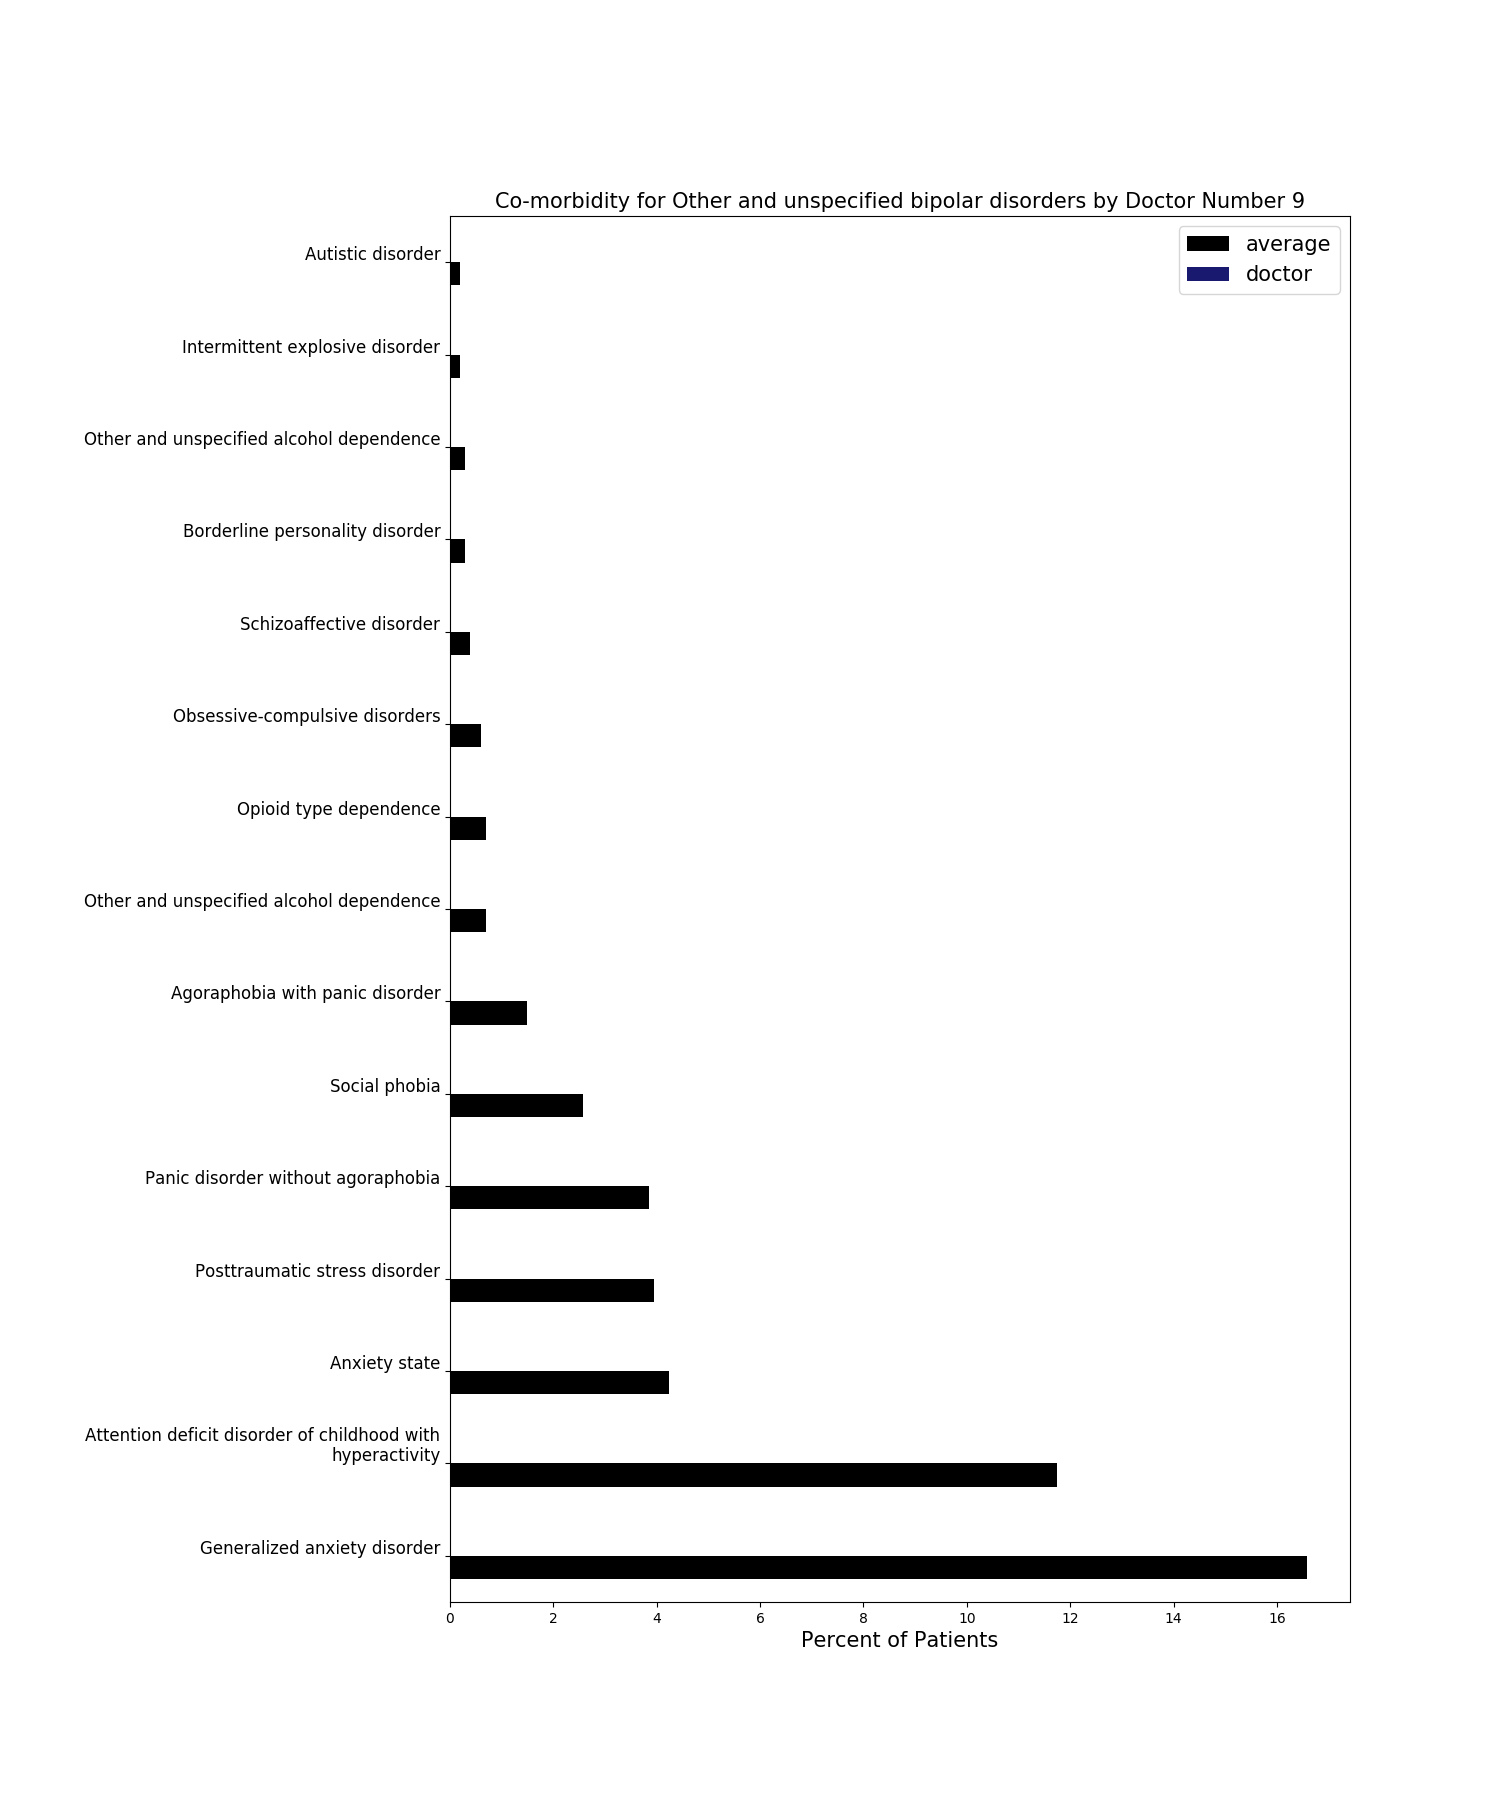 Co-morbidity for Other and unspecified bipolar disorders by Doctor Number 9
average
doctor
Autistic disorder
Intermittent explosive disorder
Other and unspecified alcohol dependence
Borderline personality disorder
Schizoaffective disorder
Obsessive-compulsive disorders
Opioid type dependence
Other and unspecified alcohol dependence
Agoraphobia with panic disorder
Social phobia
Panic disorder without agoraphobia
Posttraumatic stress disorder
Anxiety state
Attention deficit disorder of childhood with
hyperactivity
Generalized anxiety disorder
0 2 4 6 8 10 12 14 16
Percent of Patients